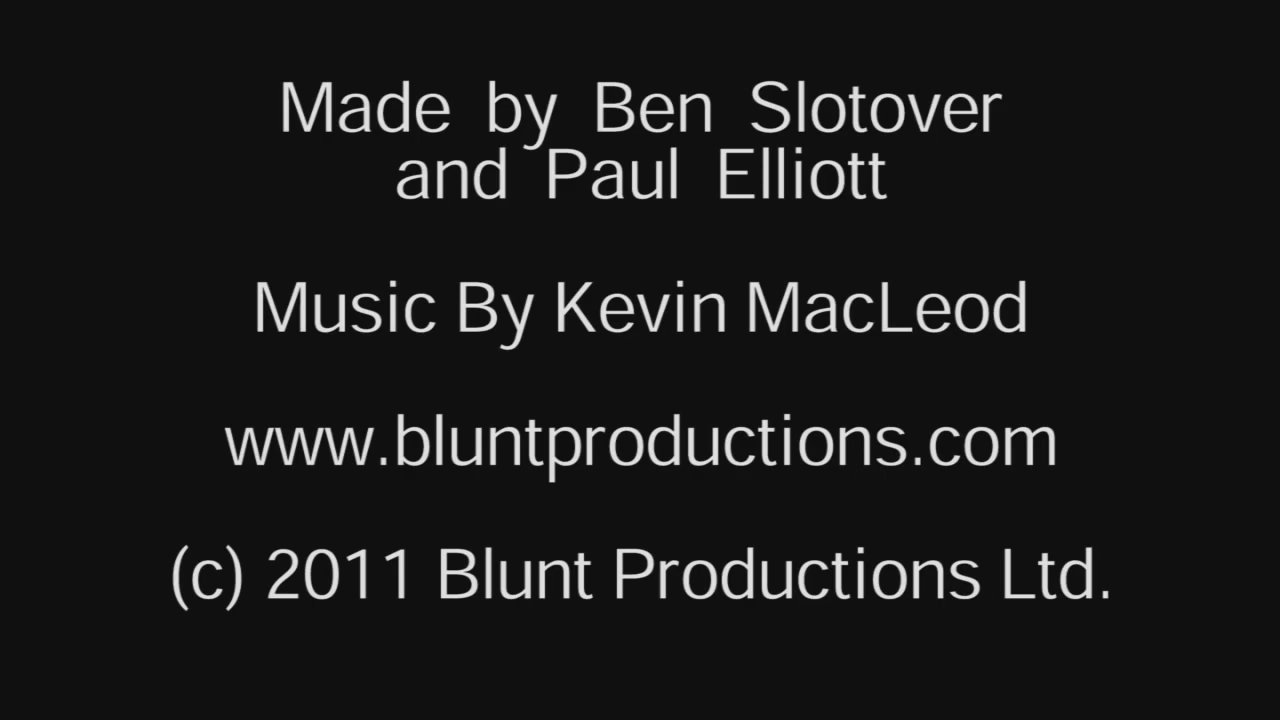 Made by Ben Slotover
and Paul Elliott
Music By Kevin MacLeod
www.bluntproductions.com
(c) 2011 Blunt Productions Ltd.